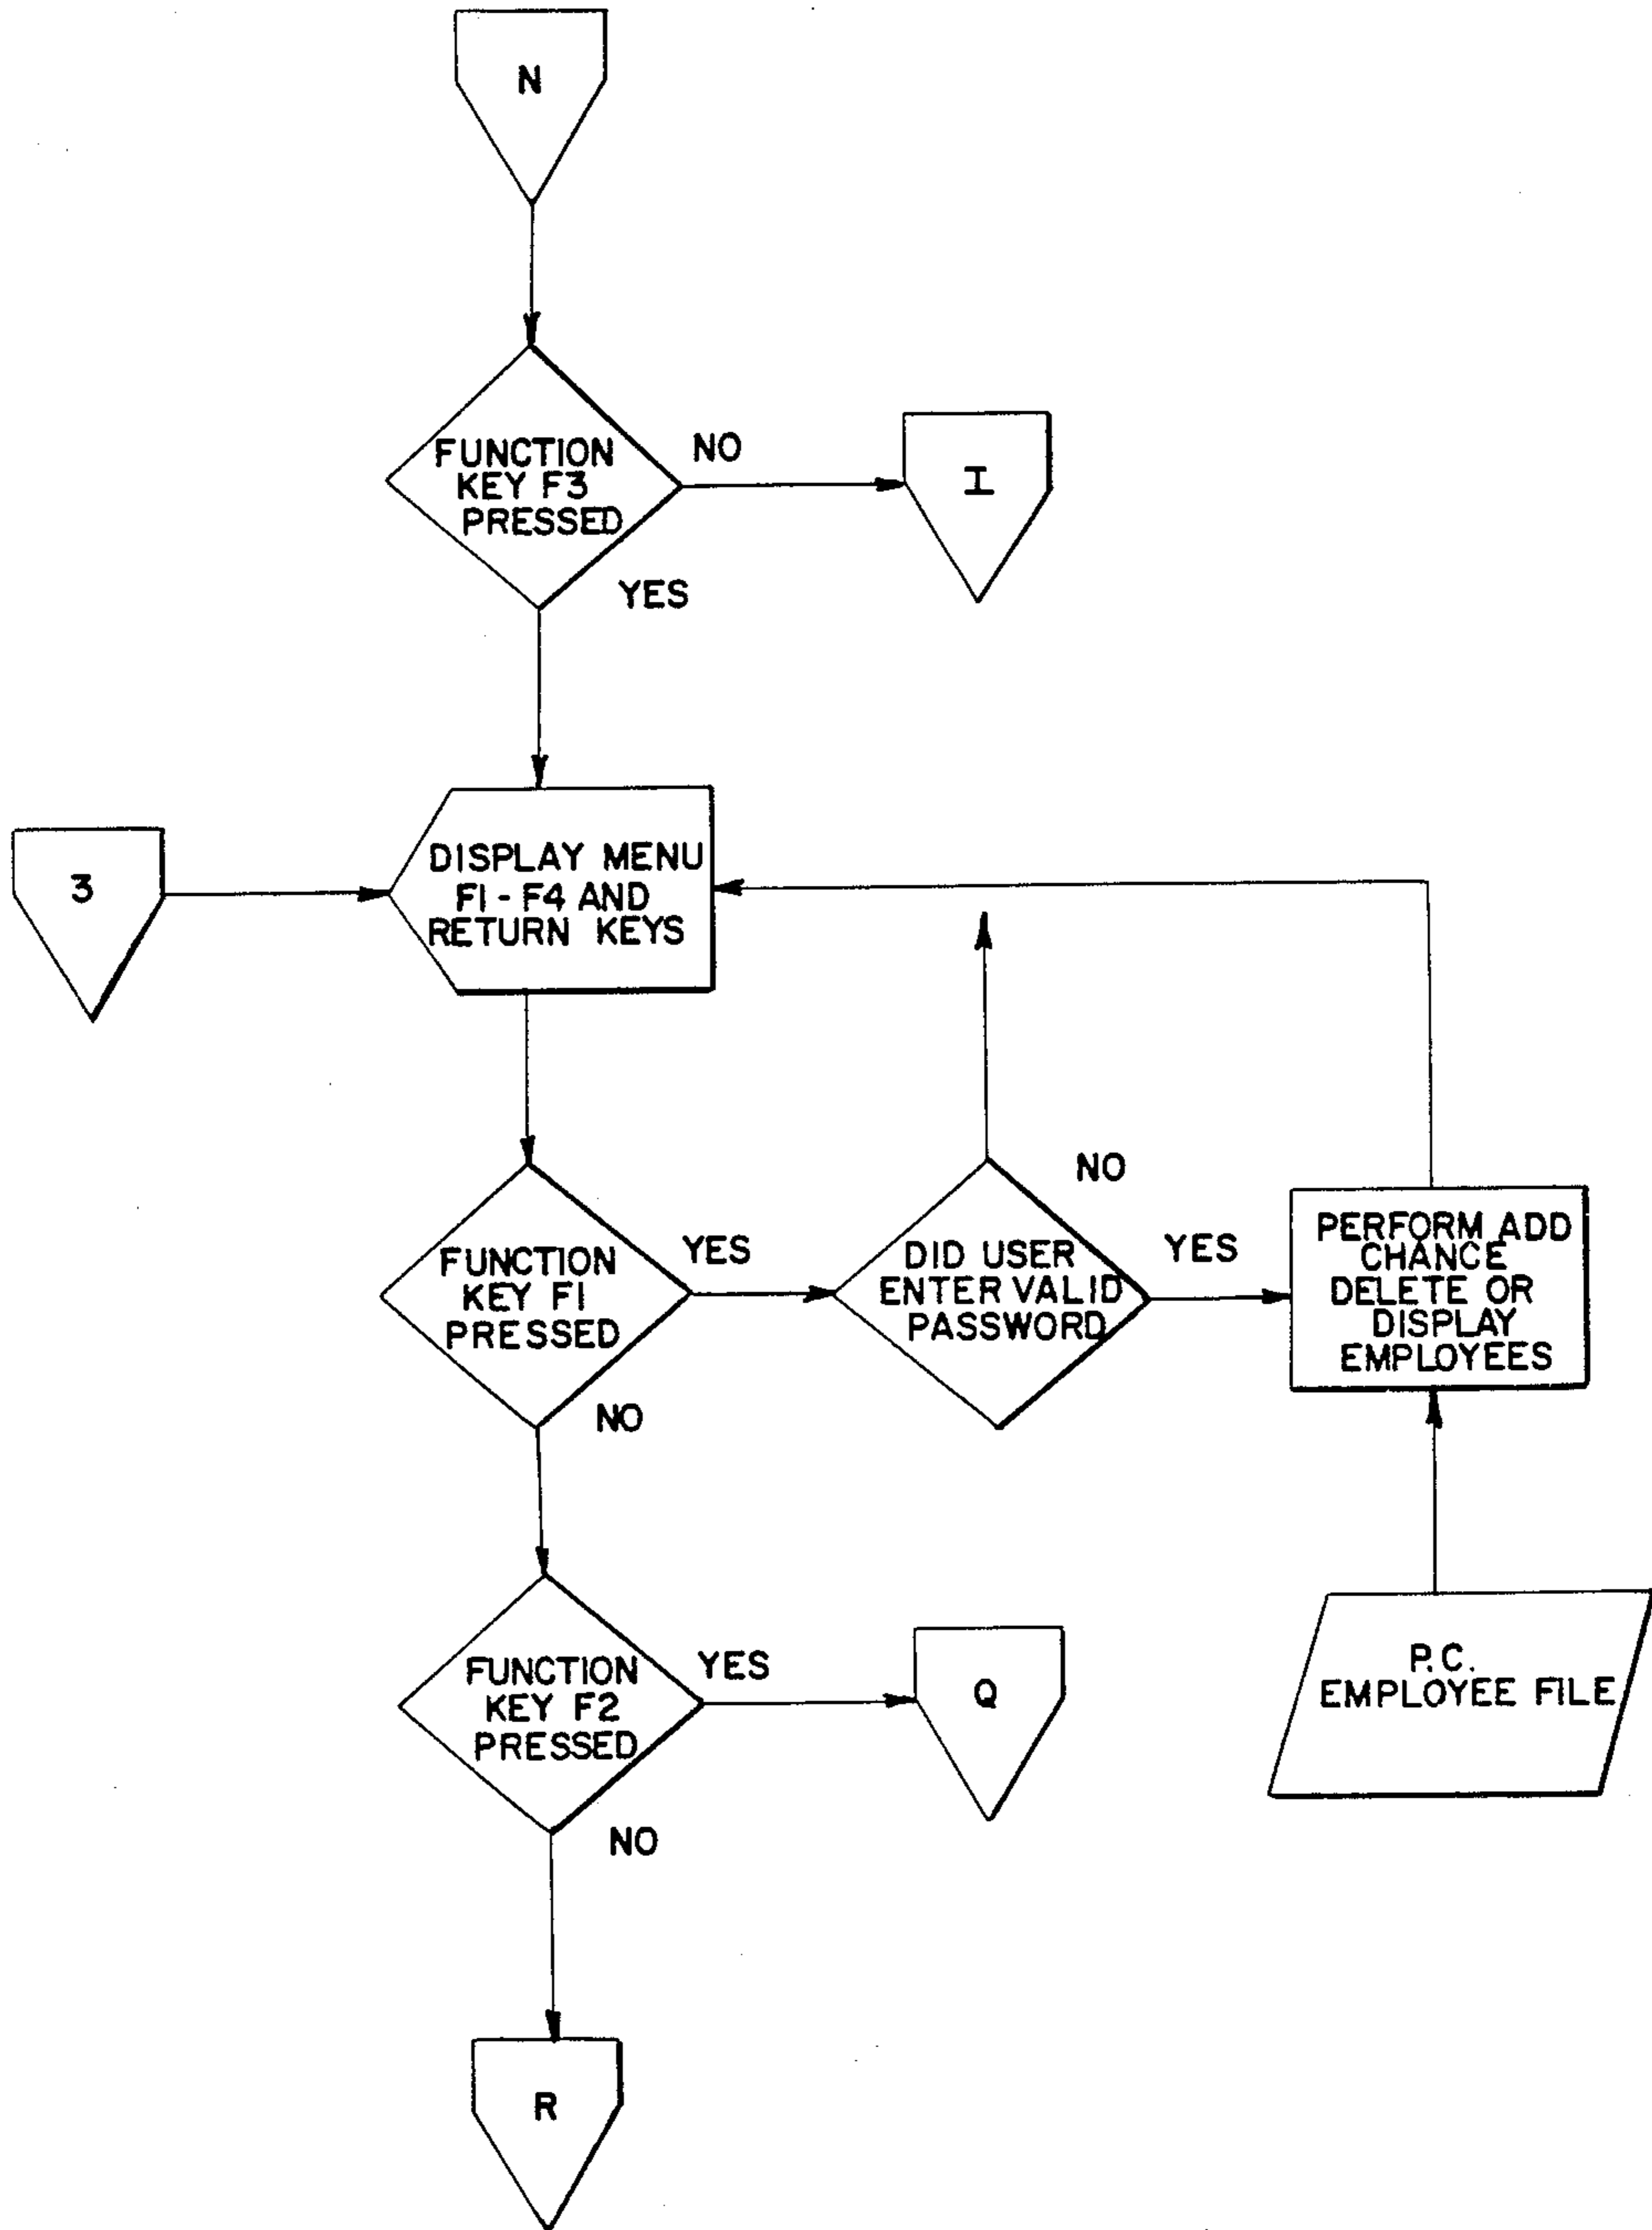 N
FUNCTION
KEY F3
PRESSED
NO
I
YES
3
DISPLAY MENU
F1 - F4 AND
RETURN KEYS
FUNCTION
KEY F1
PRESSED
YES
NO
DID USER
ENTER VALID
PASSWORD
NO
YES
PERFORM ADD
CHANCE
DELETE OR
DISPLAY
EMPLOYEES
P.C.
EMPLOYEE FILE
FUNCTION
KEY F2
PRESSED
YES
Q
NO
R